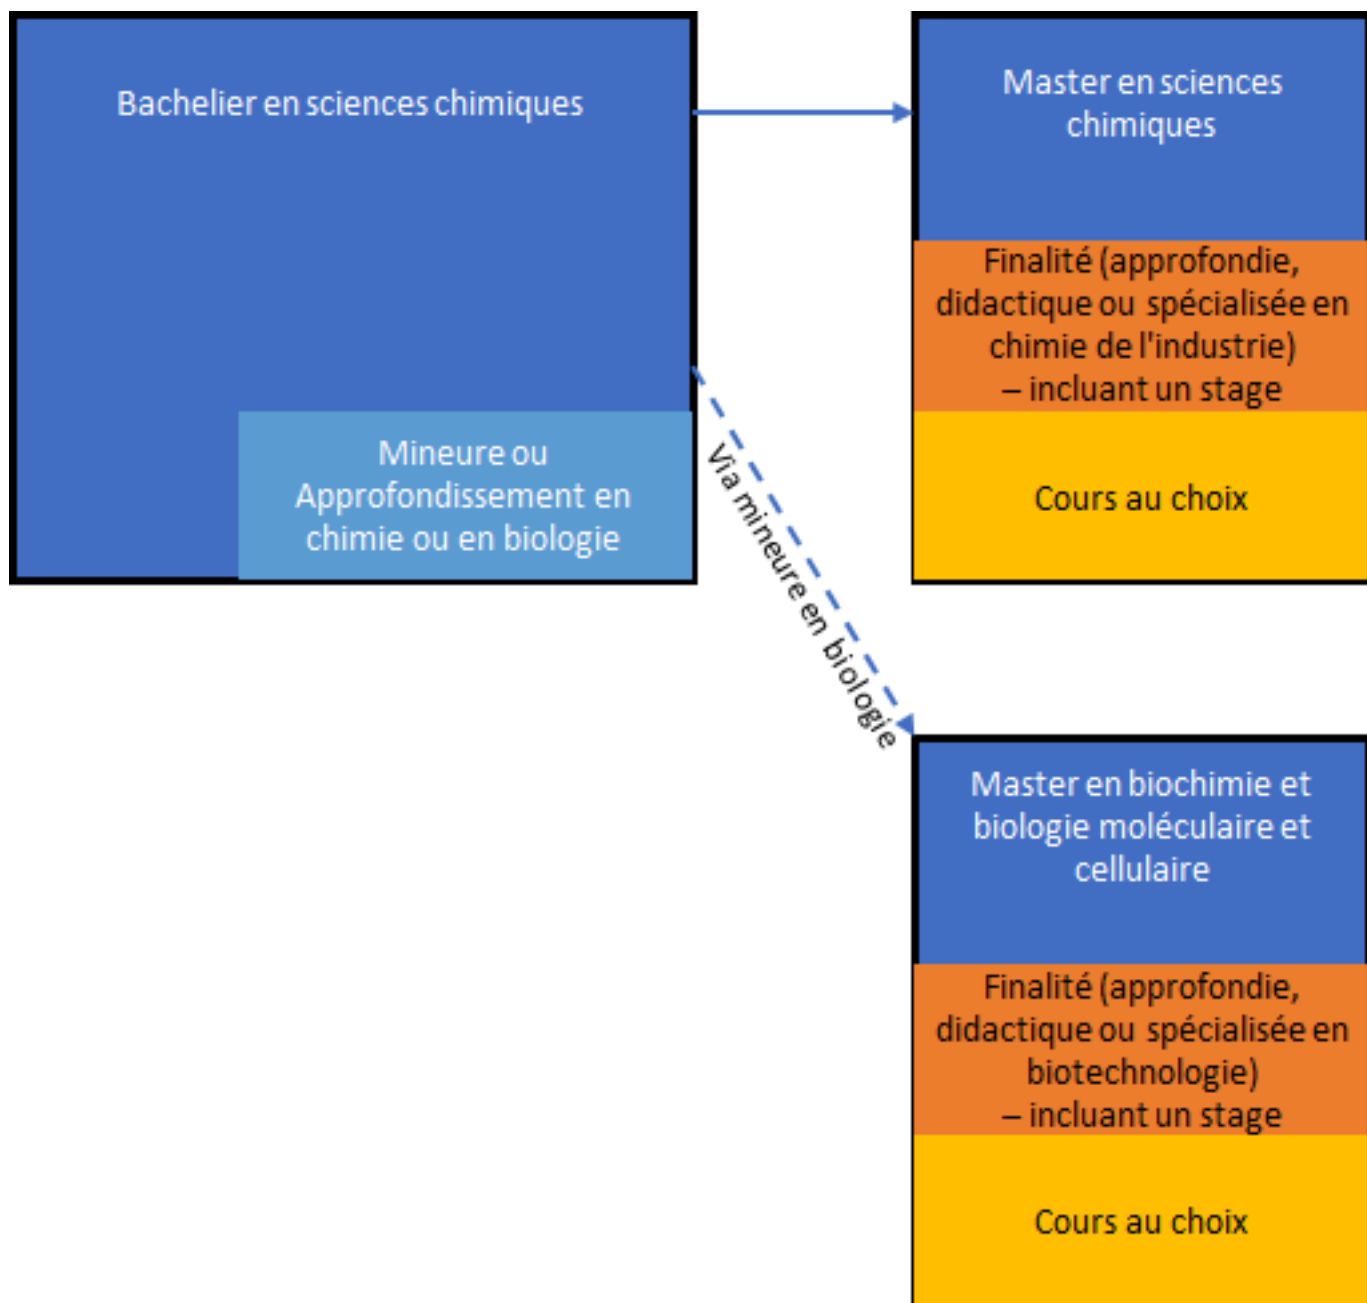 Bachelier en sciences chimiques
Mineure ou
Approfondissement en
chimie ou en biologie
Master en sciences
chimiques
Finalité (approfondie,
didactique ou spécialisée en
chimie de l'industrie)
– incluant un stage
Cours au choix
Via mineure en biologie
Master en biochimie et
biologie moléculaire et
cellulaire
Finalité (approfondie,
didactique ou spécialisée en
biotechnologie)
– incluant un stage
Cours au choix